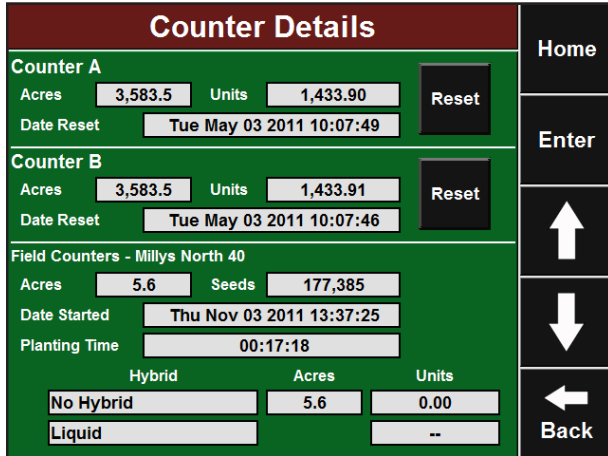 Counter Details
Home
Counter A
Acres 3,583.5 Units 1,433.90 Reset
Date Reset Tue May 03 2011 10:07:49
Enter
Counter B
Acres 3,583.5 Units 1,433.91 Reset
Date Reset Tue May 03 2011 10:07:46
Field Counters - Millys North 40
Acres 5.6 Seeds 177,385
Date Started Thu Nov 03 2011 13:37:25
Planting Time 00:17:18
Hybrid Acres Units
No Hybrid 5.6 0.00
Liquid --
Back